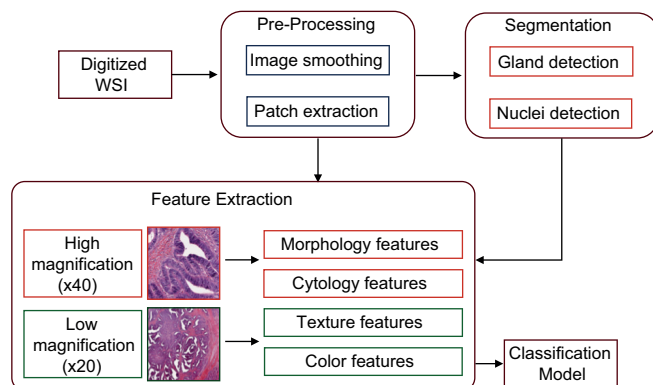 Pre-Processing
Segmentation
Digitized
WSI
Image smoothing
Patch extraction
Gland detection
Nuclei detection
Feature Extraction
High
magnification
(x40)
Morphology features
Cytology features
Low
magnification
(x20)
Texture features
Color features
Classification
Model